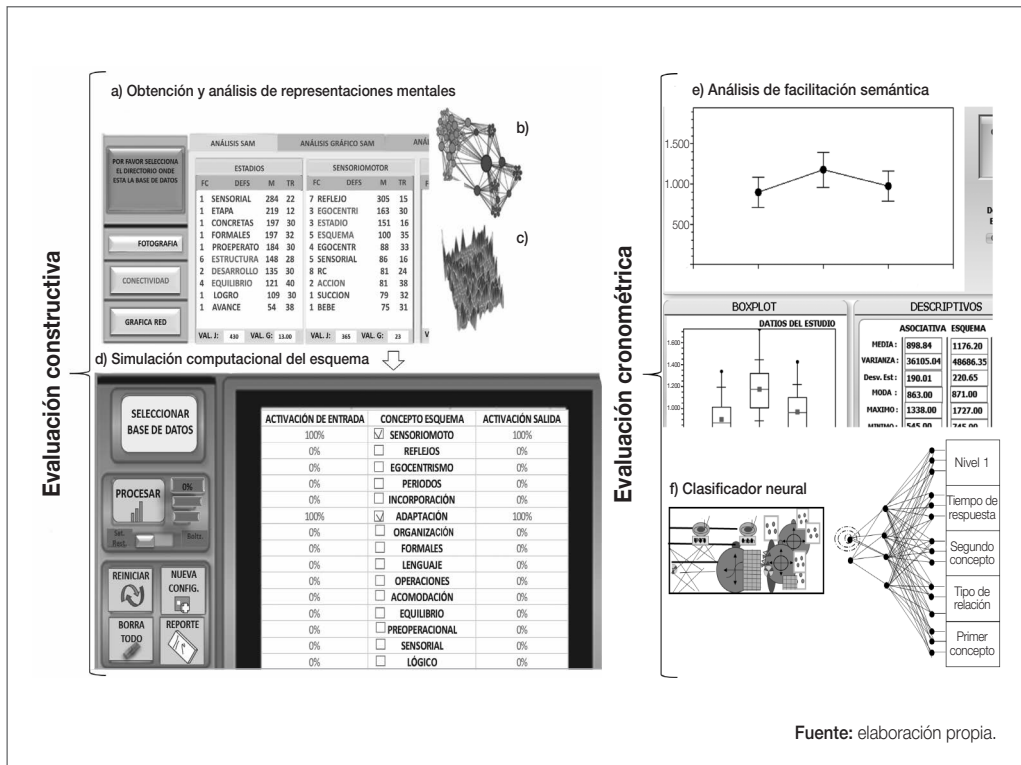 Evaluación constructiva
a) Obtención y análisis de representaciones mentales
POR FAVOR SELECCIONA
EL DIRECTORIO ONDE
ESTA LA BASE DE DATOS
FOTOGRAFIA
CONECTIVIDAD
GRAFICA RED
ANÁLISIS SAM ANÁLISIS GRÁFICO SAM
ESTADIOS
FC DEFS M TR
1 SENSORIAL 284 22
1 ETAPA 219 12
1 CONCRETAS 197 30
1 FORMALES 197 32
1 PROEPERATO 184 30
6 ESTRUCTURA 148 28
2 DESARROLLO 135 30
4 EQUILIBRIO 121 40
1 LOGRO 109 30
1 AVANCE 54 38
VAL. J: 430 VAL. G: 13.00
SENSORIOMOTOR
FC DEFS M TR
7 REFLEJO 305 15
3 EGOCENTRI 163 30
3 ESTADIO 151 16
5 ESQUEMA 100 35
4 EGOCENTR 88 33
5 SENSORIAL 86 16
8 RC 81 24
2 ACCION 81 38
1 SUCCION 79 32
1 BEBE 75 31
VAL. J: 365 VAL. G: 23
b)
c)
d) Simulación computacional del esquema
SELECCIONAR
BASE DE DATOS
PROCESAR
0%
REINICIAR
NUEVA
CONFIG.
BORRA
TODO
REPORTE
ACTIVACIÓN DE ENTRADA CONCEPTO ESQUEMA ACTIVACIÓN SALIDA
100% SENSORIOMOTO 100%
0% REFLEJOS 0%
0% EGOCENTRISMO 0%
0% PERIODOS 0%
0% INCORPORACIÓN 0%
100% ADAPTACIÓN 100%
0% ORGANIZACIÓN 0%
0% FORMALES 0%
0% LENGUAJE 0%
0% OPERACIONES 0%
0% ACOMODACIÓN 0%
0% EQUILIBRIO 0%
0% PREOPERACIONAL 0%
0% SENSORIAL 0%
0% LÓGICO 0%
Evaluación cronométrica
e) Análisis de facilitación semántica
1.500
1.000
500
BOXPLOT
DATOS DEL ESTUDIO
1.600
1.400
1.200
1.000
DESCRIPTIVOS
ASOCIATIVA ESQUEMA
MEDIA: 898.84 1176.20
VARIANZA: 36105.04 48686.35
Desv. Est: 190.01 220.65
MODA: 863.00 871.00
MAXIMO: 1338.00 1727.00
MINIMO: 545.00 745.00
f) Clasificador neural
Nivel 1
Tiempo de
respuesta
Segundo
concepto
Tipo de
relación
Primer
concepto
Fuente: elaboración propia.